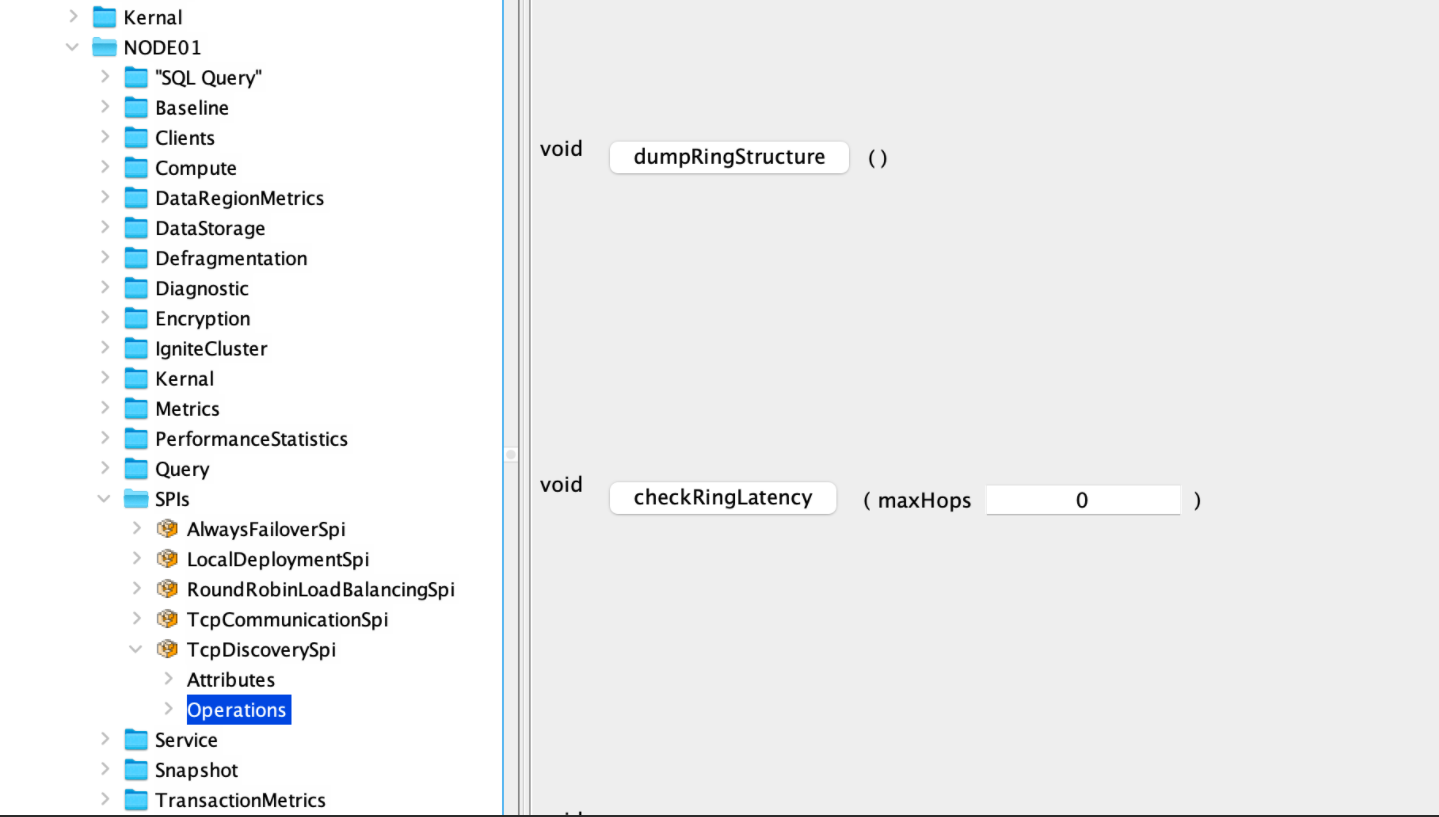 Kernal
NODE01
"SQL Query"
Baseline
Clients
Compute
DataRegionMetrics
DataStorage
Defragmentation
Diagnostic
Encryption
IgniteCluster
Kernal
Metrics
PerformanceStatistics
Query
SPIs
AlwaysFailoverSpi
LocalDeploymentSpi
RoundRobinLoadBalancingSpi
TcpCommunicationSpi
TcpDiscoverySpi
Attributes
Operations
Service
Snapshot
TransactionMetrics
void dumpRingStructure ( )
void checkRingLatency ( maxHops 0 )